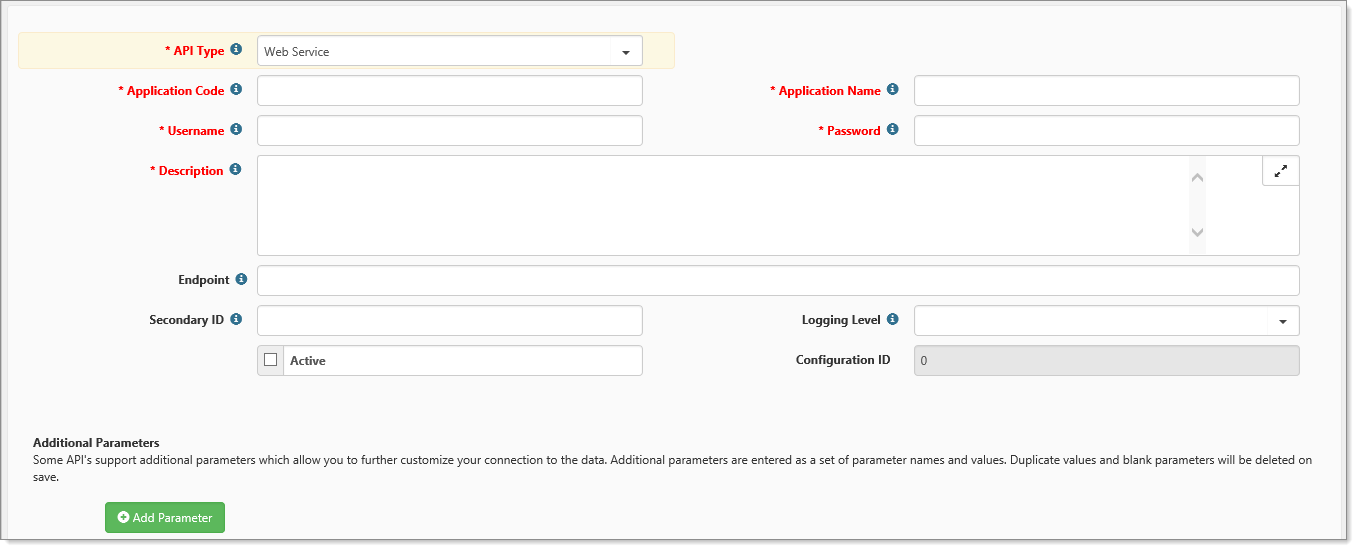 * API Type
Web Service
* Application Code
* Application Name
* Username
* Password
* Description
Endpoint
Secondary ID
Logging Level
Active
Configuration ID
0
Additional Parameters
Some API's support additional parameters which allow you to further customize your connection to the data. Additional parameters are entered as a set of parameter names and values. Duplicate values and blank parameters will be deleted on
save.
Add Parameter